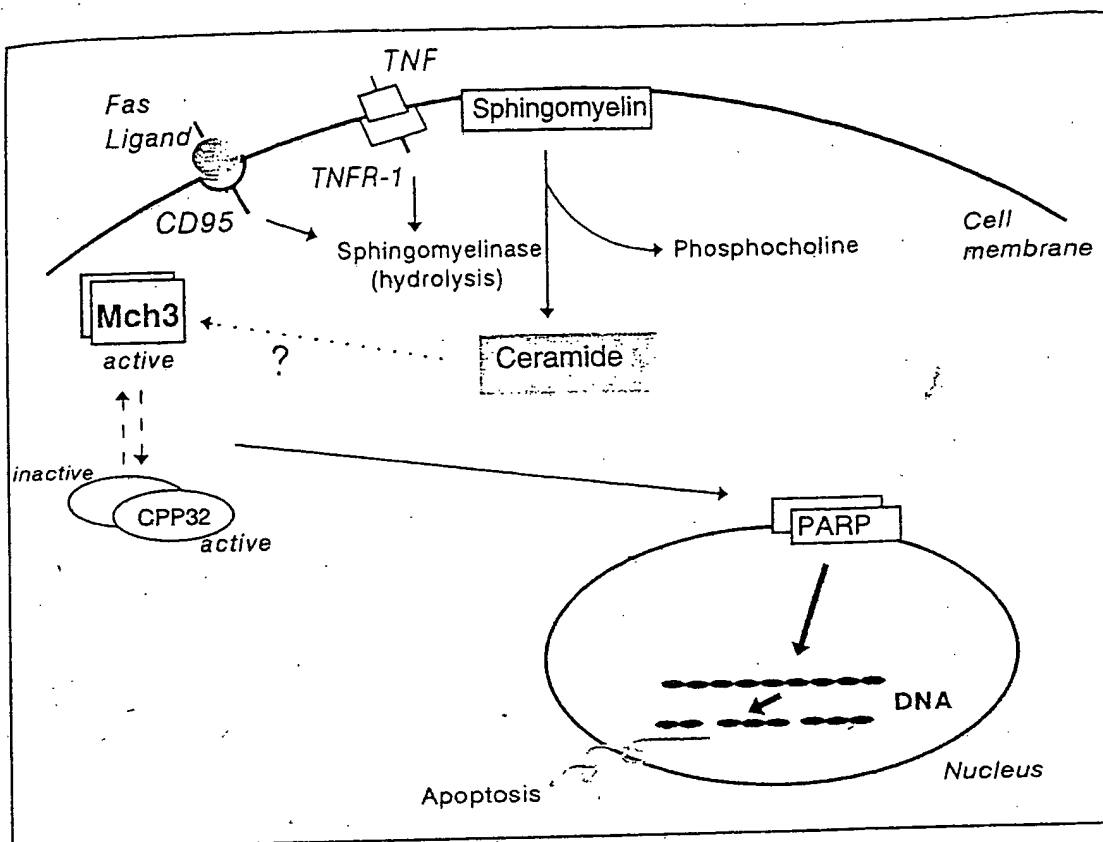 TNF
Fas
Ligand
Sphingomyelin
TNFR-1
CD95
Cell
membrane
Sphingomyelinase
(hydrolysis)
Phosphocholine
Mch3
active
?
Ceramide
inactive
CPP32
active
PARP
DNA
Nucleus
Apoptosis